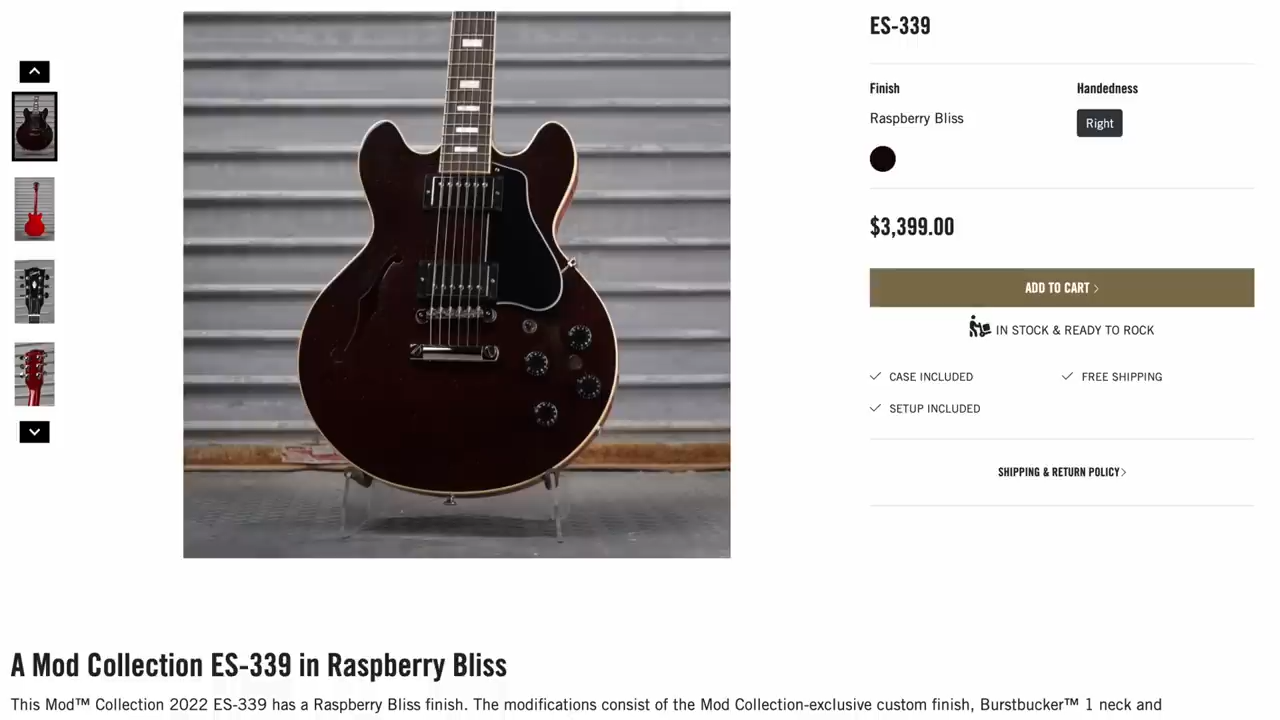 ES-339
Finish
Handedness
Raspberry Bliss
Right
$3,399.00
ADD TO CART >
IN STOCK & READY TO ROCK
CASE INCLUDED
FREE SHIPPING
SETUP INCLUDED
SHIPPING & RETURN POLICY>
A Mod Collection ES-339 in Raspberry Bliss
This Mod™ Collection 2022 ES-339 has a Raspberry Bliss finish. The modifications consist of the Mod Collection-exclusive custom finish, Burstbucker™ 1 neck and